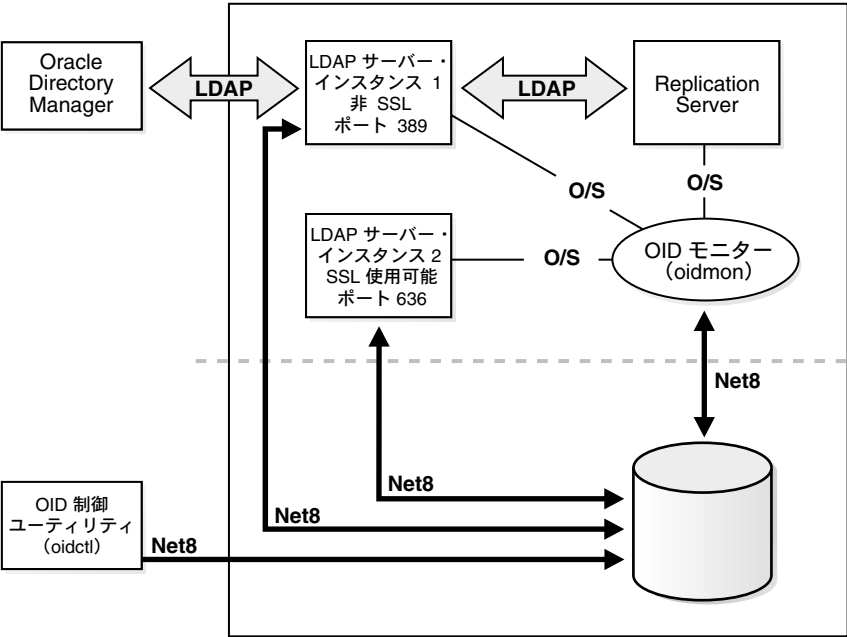 Oracle
Directory
Manager
LDAP
LDAP サーバー・
インスタンス 1
非 SSL
ポート 389
LDAP
Replication
Server
O/S
O/S
LDAP サーバー・
インスタンス 2
SSL 使用可能
ポート 636
O/S
OID モニター
（oidmon）
Net8
Net8
Net8
OID 制御
ユーティリティ
（oidctl）
Net8